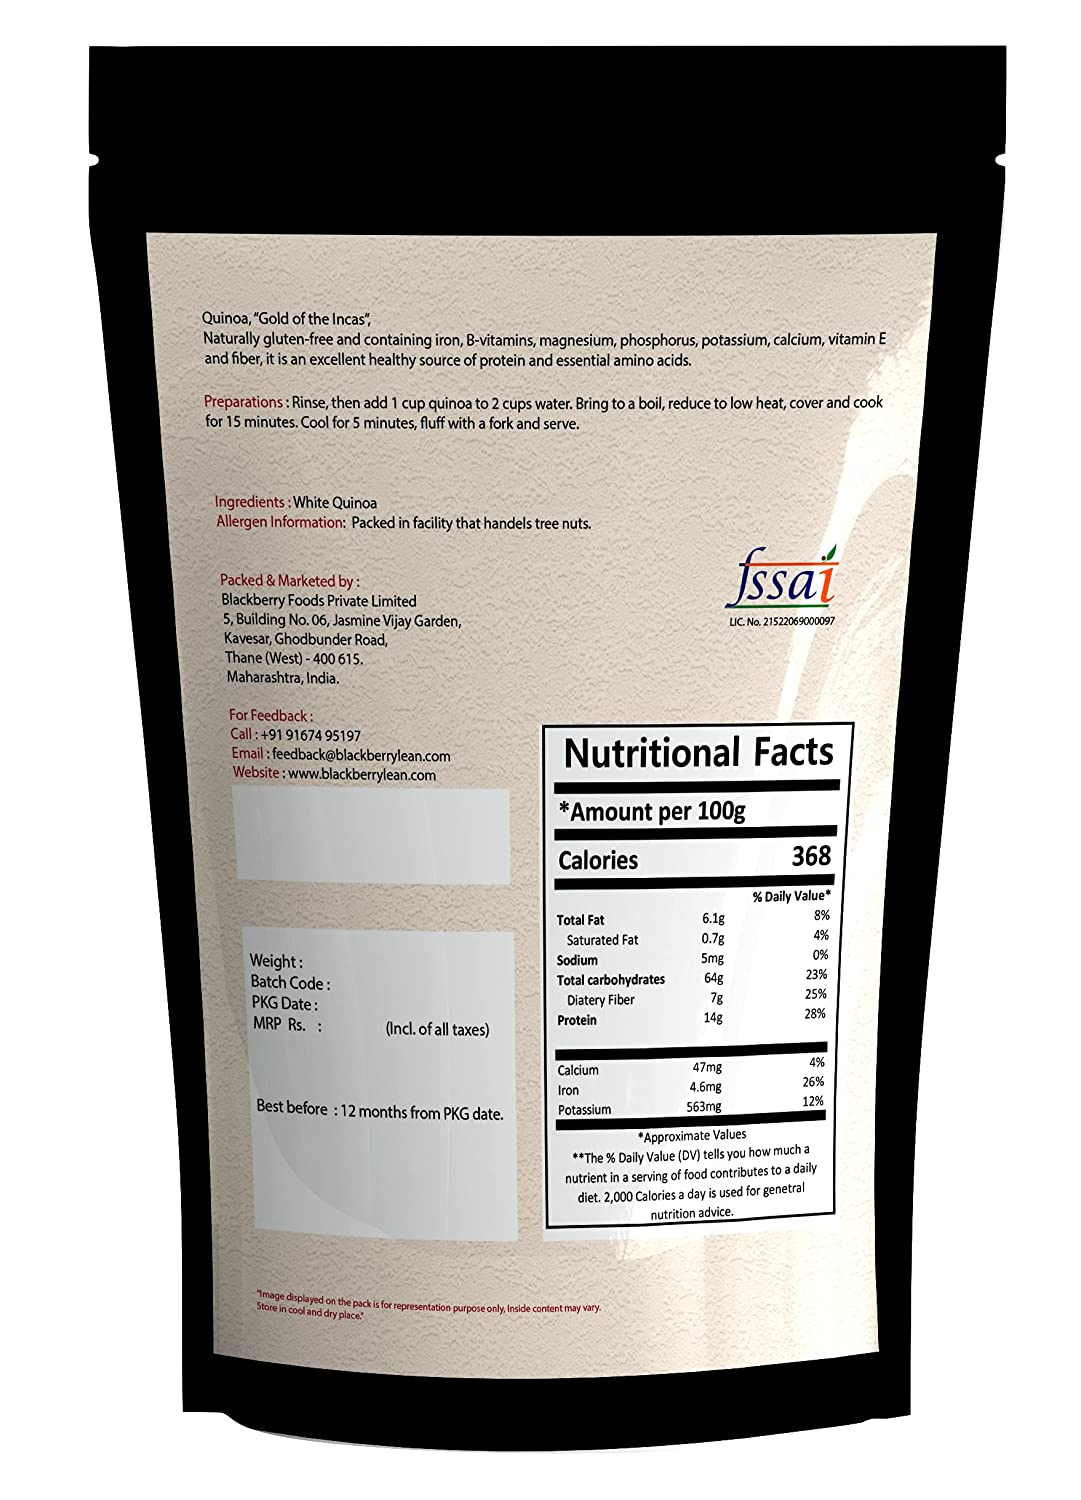 Quinoa, “Gold of the Incas”,
Naturally gluten-free and containing iron, B-vitamins, magnesium, phosphorus, potassium, calcium, vitamin E
and fiber, it is an excellent healthy source of protein and essential amino acids.
Preparations : Rinse, then add 1 cup quinoa to 2 cups water. Bring to a boil, reduce to low heat, cover and cook
for 15 minutes. Cool for 5 minutes, fluff with a fork and serve.
Ingredients : White Quinoa
Allergen Information: Packed in facility that handels tree nuts.
fssai
LIC. No. 21522069000097
Packed & Marketed by :
Blackberry Foods Private Limited
5, Building No. 06, Jasmine Vijay Garden,
Kavesar, Ghodbunder Road,
Thane (West) - 400 615.
Maharashtra, India.
For Feedback :
Call : +91 91674 95197
Email : feedback@blackberrylean.com
Website : www.blackberrylean.com
Weight :
Batch Code :
PKG Date :
MRP Rs. : (Incl. of all taxes)
Best before : 12 months from PKG date.
Nutritional Facts
*Amount per 100g
Calories 368
% Daily Value*
Total Fat 6.1g 8%
Saturated Fat 0.7g 4%
Sodium 5mg 0%
Total carbohydrates 64g 23%
Diatery Fiber 7g 25%
Protein 14g 28%
Calcium 47mg 4%
Iron 4.6mg 26%
Potassium 563mg 12%
*Approximate Values
**The % Daily Value (DV) tells you how much a
nutrient in a serving of food contributes to a daily
diet. 2,000 Calories a day is used for genetral
nutrition advice.
"Image displayed on the pack is for representation purpose only, Inside content may vary.
Store in cool and dry place."